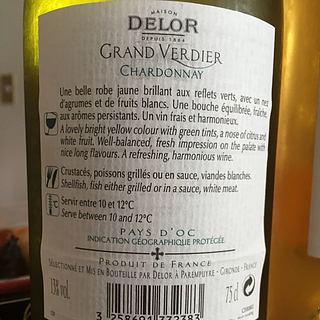 MAISON
DELOR
DEPUIS 1864
GRAND VERDIER
CHARDONNAY
Une belle robe jaune brillant aux reflets verts, avec un nez
d'agrumes et de fruits blancs. Une bouche équilibrée, fraîche,
aux arômes persistants. Un vin frais et harmonieux.
A lovely bright yellow colour with green tints, a nose of citrus and
white fruit. Well-balanced, fresh impression on the palate with
nice long flavours. A refreshing, harmonious wine.
Crustacés, poissons grillés ou en sauce, viandes blanches.
Shellfish, fish either grilled or in a sauce, white meat.
Servir entre 10 et 12°C
Serve between 10 and 12°C
PAYS D'OC
INDICATION GÉOGRAPHIQUE PROTÉGÉE
PRODUIT DE FRANCE
SÉLECTIONNÉ ET MIS EN BOUTEILLE PAR DELOR À PAREMPUYRE - GIRONDE - FRANCE
13% VOL.
75 cl
3 258691 372383